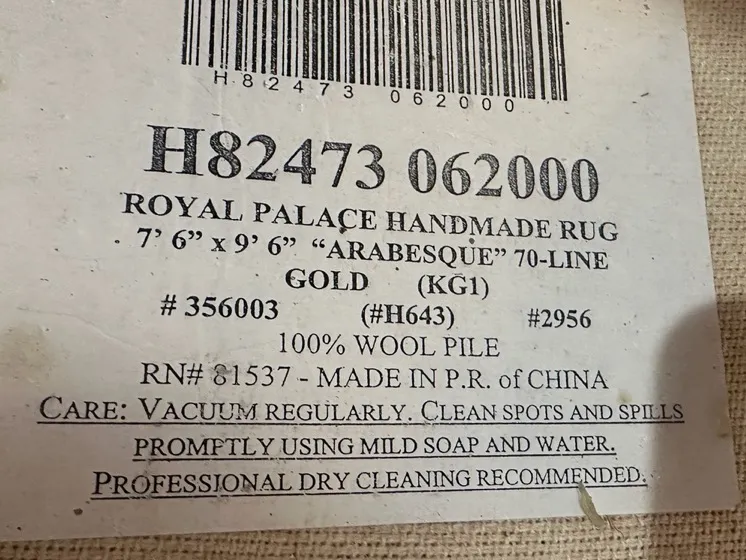 H82473 062000
H82473 062000
ROYAL PALACE HANDMADE RUG
7' 6” x 9' 6” “ARABESQUE” 70-LINE
GOLD (KG1)
# 356003 (#H643) #2956
100% WOOL PILE
RN# 81537 - MADE IN P.R. of CHINA
CARE: VACUUM REGULARLY. CLEAN SPOTS AND SPILLS
PROMPTLY USING MILD SOAP AND WATER.
PROFESSIONAL DRY CLEANING RECOMMENDED.